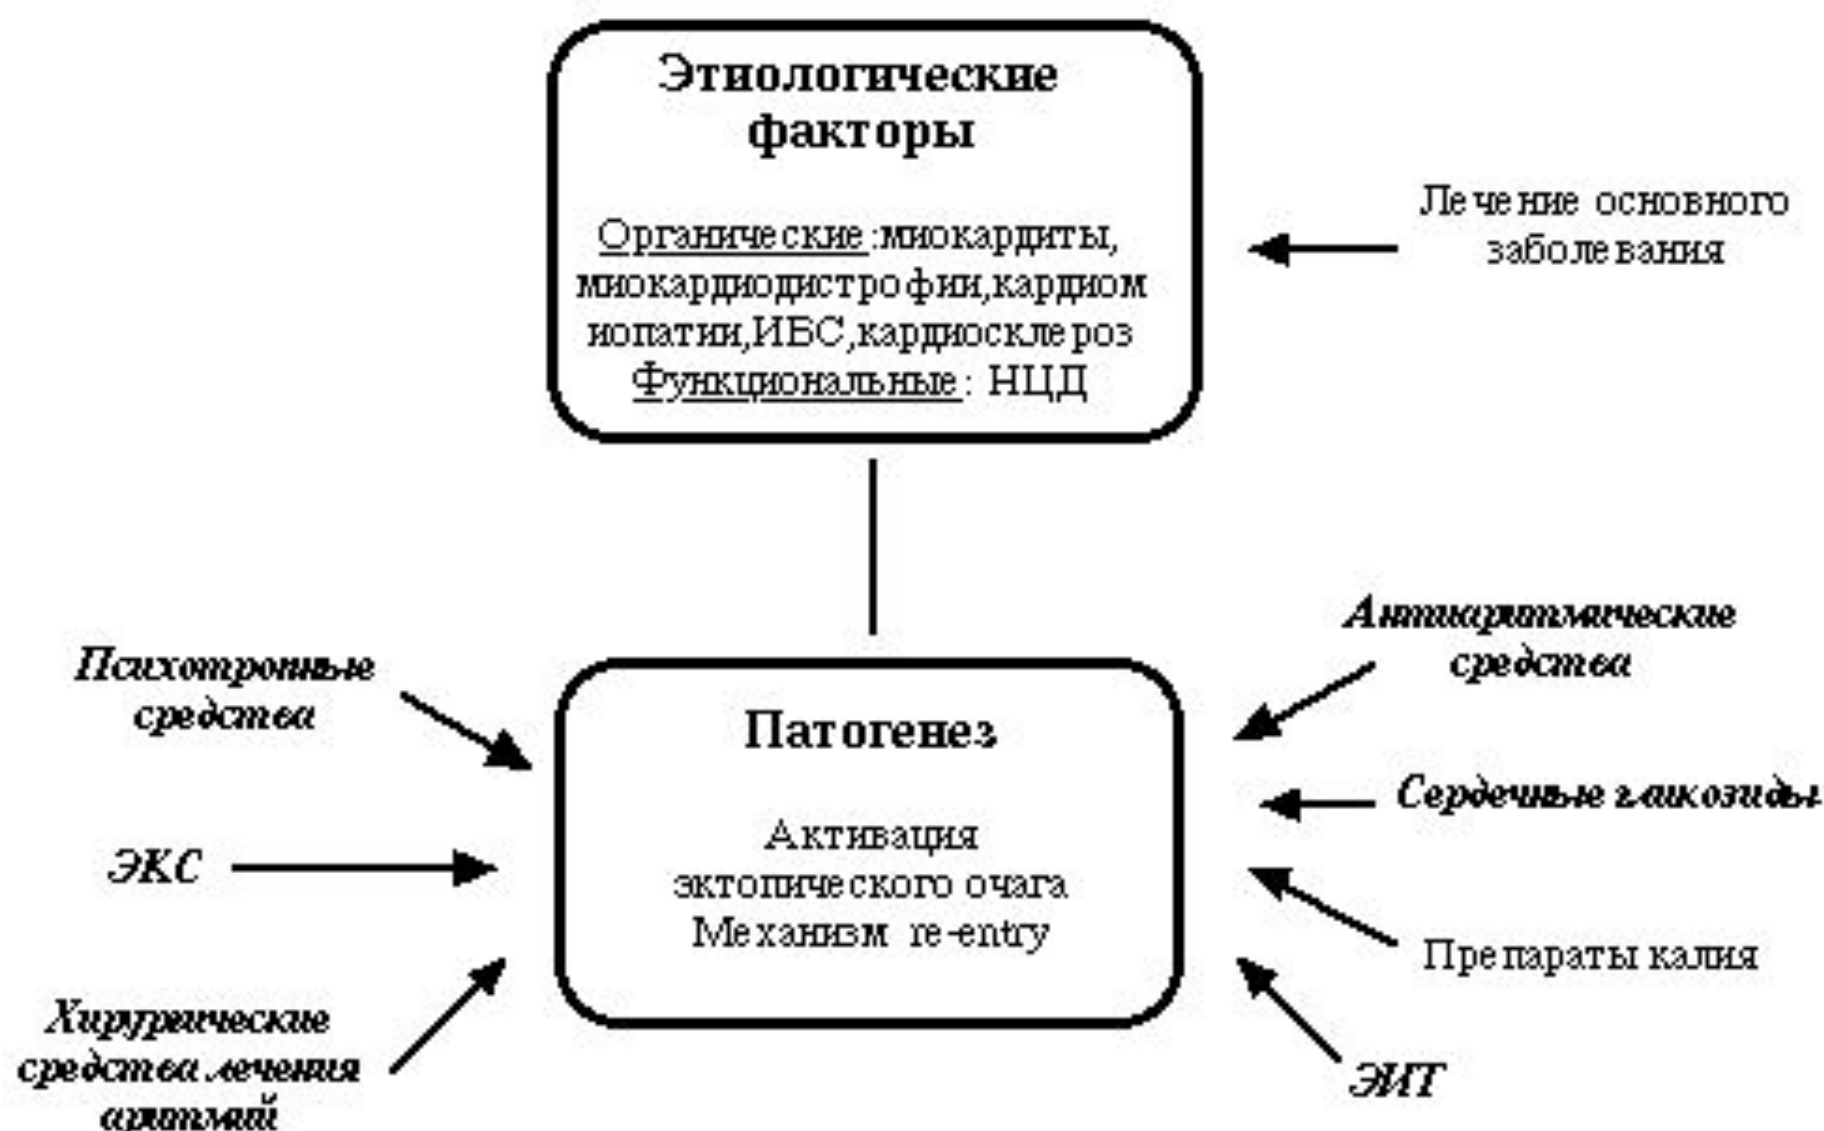 Этиологические
факторы
Органические:миокардиты,
миокардиодистрофии,кардиом
иопатии,ИБС,кардиосклероз
Функциональные: НЦД
Лечение основного
заболевания
Психотропные
средства
ЭКС
Хирургические
средства лечения
аритмий
Патогенез
Активация
эктопического очага
Механизм re-entry
Антиаритмические
средства
Сердечные гликозиды
Препараты калия
ЭИТ